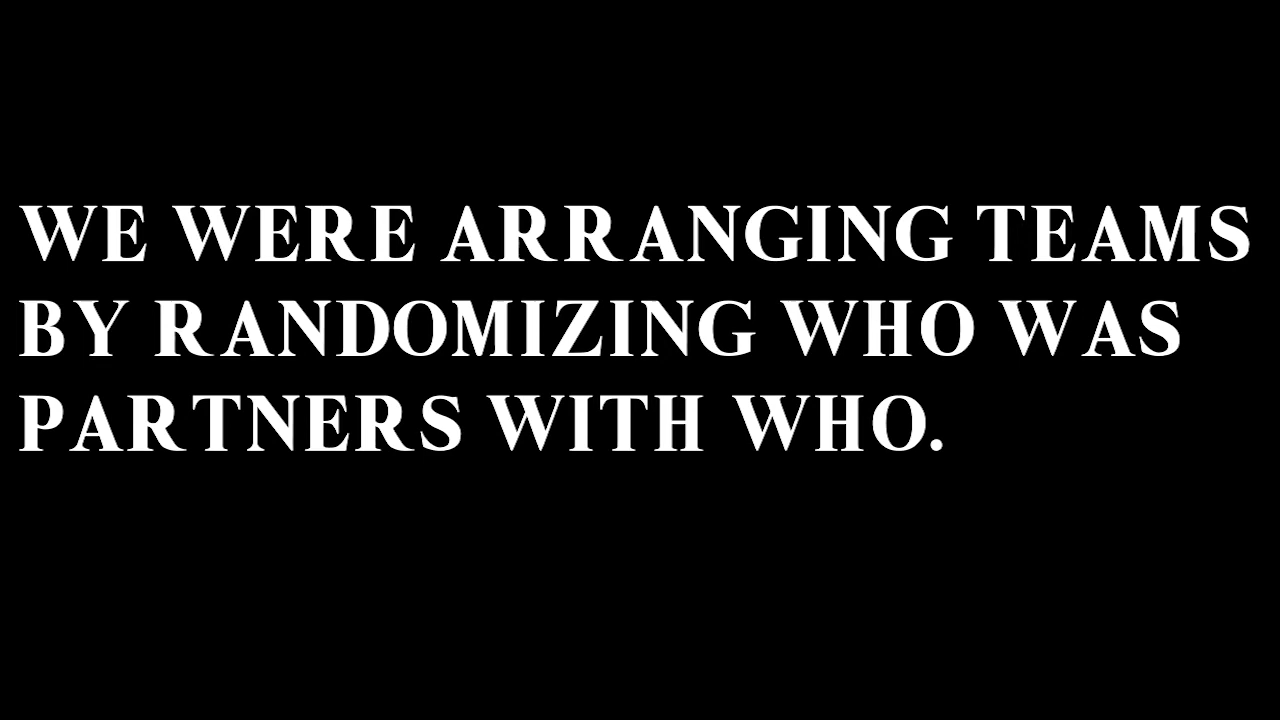 WE WERE ARRANGING TEAMS
BY RANDOMIZING WHO WAS
PARTNERS WITH WHO.